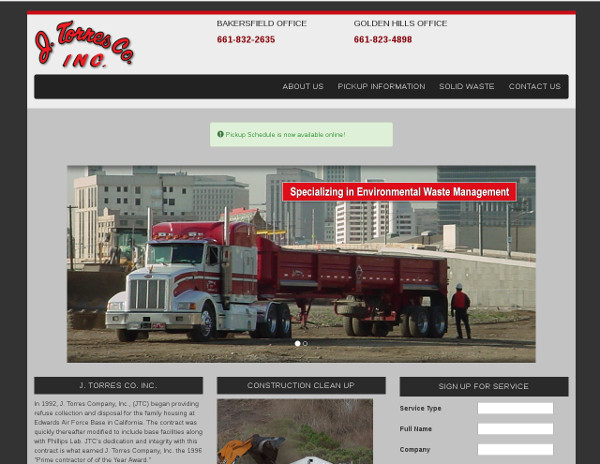 J. Torres Co.
INC.
BAKERSFIELD OFFICE
661-832-2635
GOLDEN HILLS OFFICE
661-823-4898
ABOUT US
PICKUP INFORMATION
SOLID WASTE
CONTACT US
Pickup Schedule is now available online!
Specializing in Environmental Waste Management
J. TORRES CO. INC.
In 1992, J. Torres Company, Inc., (JTC) began providing
refuse collection and disposal for the family housing at
Edwards Air Force Base in California. The contract was
quickly thereafter modified to include base facilities along
with Phillips Lab. JTC's dedication and integrity with this
contract is what earned J. Torres Company, Inc. the 1996
"Prime contractor of of the Year Award."
CONSTRUCTION CLEAN UP
SIGN UP FOR SERVICE
Service Type
Full Name
Company